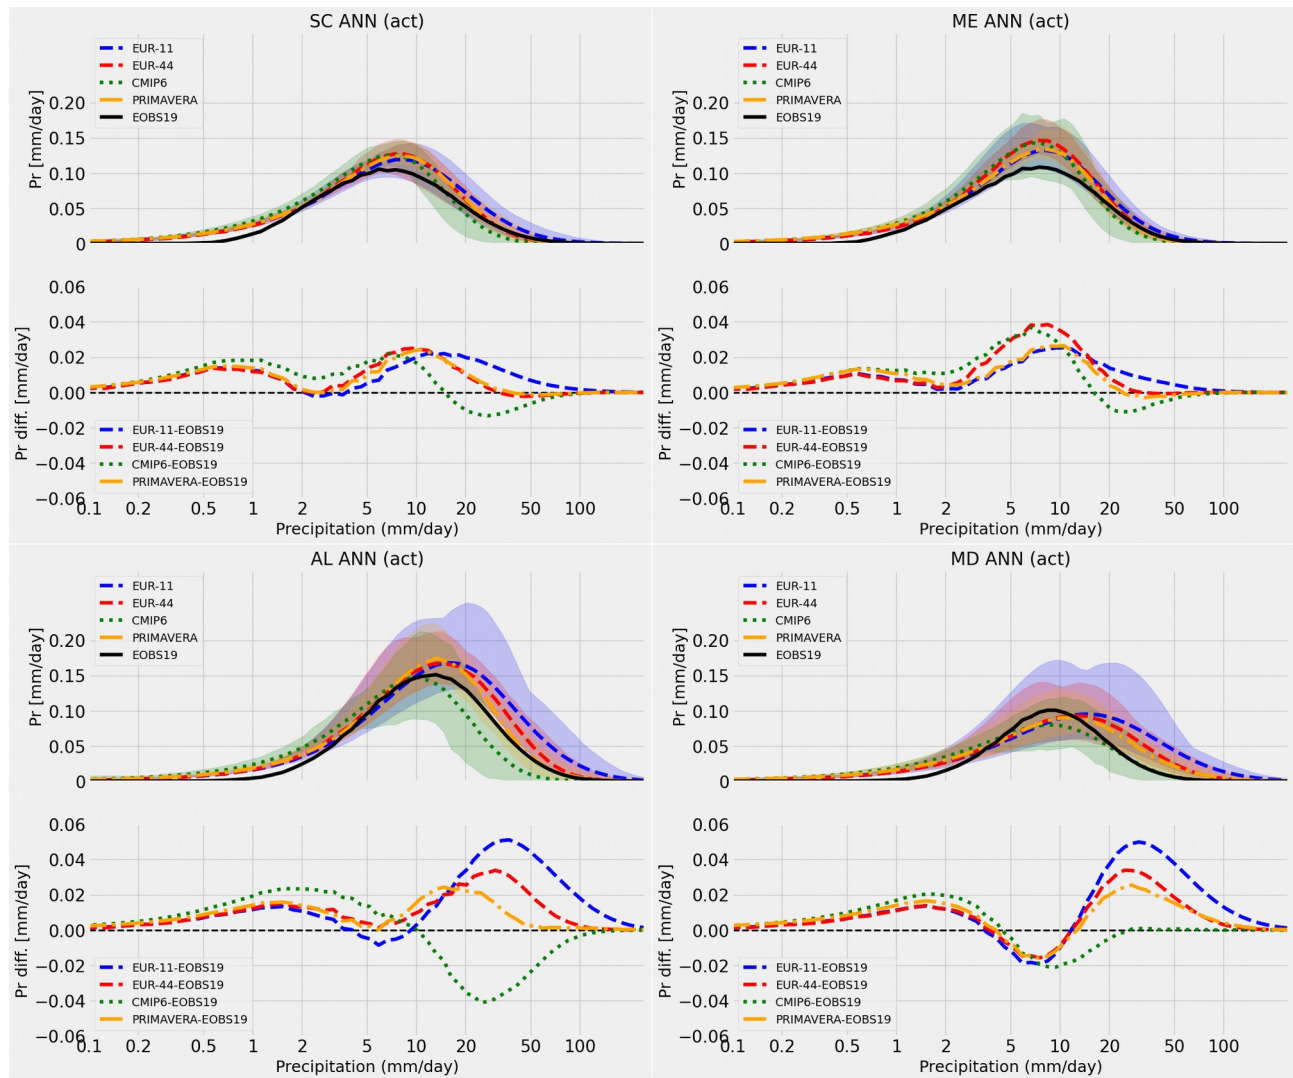 SC ANN (act)
EUR-11
EUR-44
CMIP6
PRIMAVERA
EOBS19
Pr [mm/day]
0.20
0.15
0.10
0.05
0
Pr diff. [mm/day]
0.06
0.04
0.02
0.00
−0.02
−0.04
−0.06
EUR-11-EOBS19
EUR-44-EOBS19
CMIP6-EOBS19
PRIMAVERA-EOBS19
0.1 0.2 0.5 1 2 5 10 20 50 100
Precipitation (mm/day)
ME ANN (act)
EUR-11
EUR-44
CMIP6
PRIMAVERA
EOBS19
Pr [mm/day]
0.20
0.15
0.10
0.05
0
Pr diff. [mm/day]
0.06
0.04
0.02
0.00
−0.02
−0.04
−0.06
EUR-11-EOBS19
EUR-44-EOBS19
CMIP6-EOBS19
PRIMAVERA-EOBS19
0.1 0.2 0.5 1 2 5 10 20 50 100
Precipitation (mm/day)
AL ANN (act)
EUR-11
EUR-44
CMIP6
PRIMAVERA
EOBS19
Pr [mm/day]
0.20
0.15
0.10
0.05
0
Pr diff. [mm/day]
0.06
0.04
0.02
0.00
−0.02
−0.04
−0.06
EUR-11-EOBS19
EUR-44-EOBS19
CMIP6-EOBS19
PRIMAVERA-EOBS19
0.1 0.2 0.5 1 2 5 10 20 50 100
Precipitation (mm/day)
MD ANN (act)
EUR-11
EUR-44
CMIP6
PRIMAVERA
EOBS19
Pr [mm/day]
0.20
0.15
0.10
0.05
0
Pr diff. [mm/day]
0.06
0.04
0.02
0.00
−0.02
−0.04
−0.06
EUR-11-EOBS19
EUR-44-EOBS19
CMIP6-EOBS19
PRIMAVERA-EOBS19
0.1 0.2 0.5 1 2 5 10 20 50 100
Precipitation (mm/day)